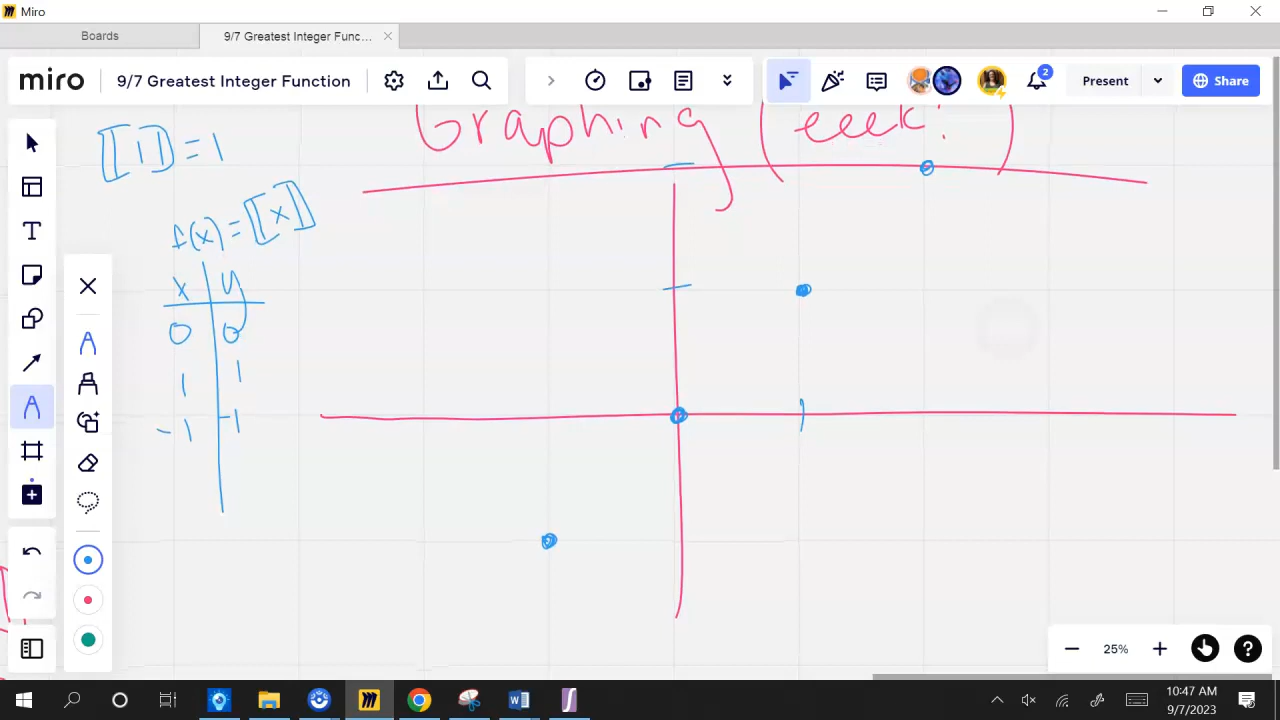 Miro
Boards
9/7 Greatest Integer Func...
miro
9/7 Greatest Integer Function
2
Present
Share
Graphing (eeek!)
[[1]] = 1
f(x) = [[x]]
x y
0 0
1 1
-1 -1
25%
10:47 AM
9/7/2023